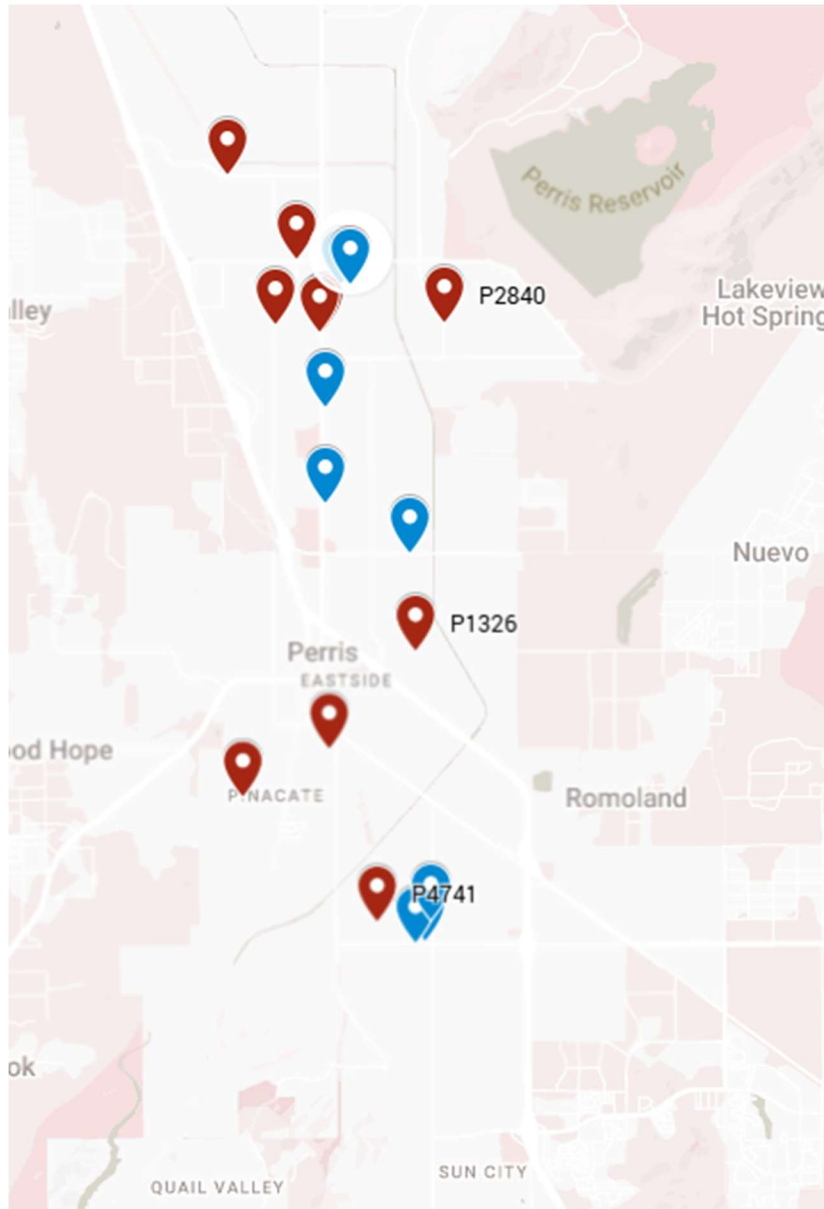 Perris Reservoir
P2840
Lakeview
Hot Spring
lley
Nuevo
P1326
Perris
EASTSIDE
ood Hope
PINACATE
Romoland
P4741
ok
SUN CITY
QUAIL VALLEY